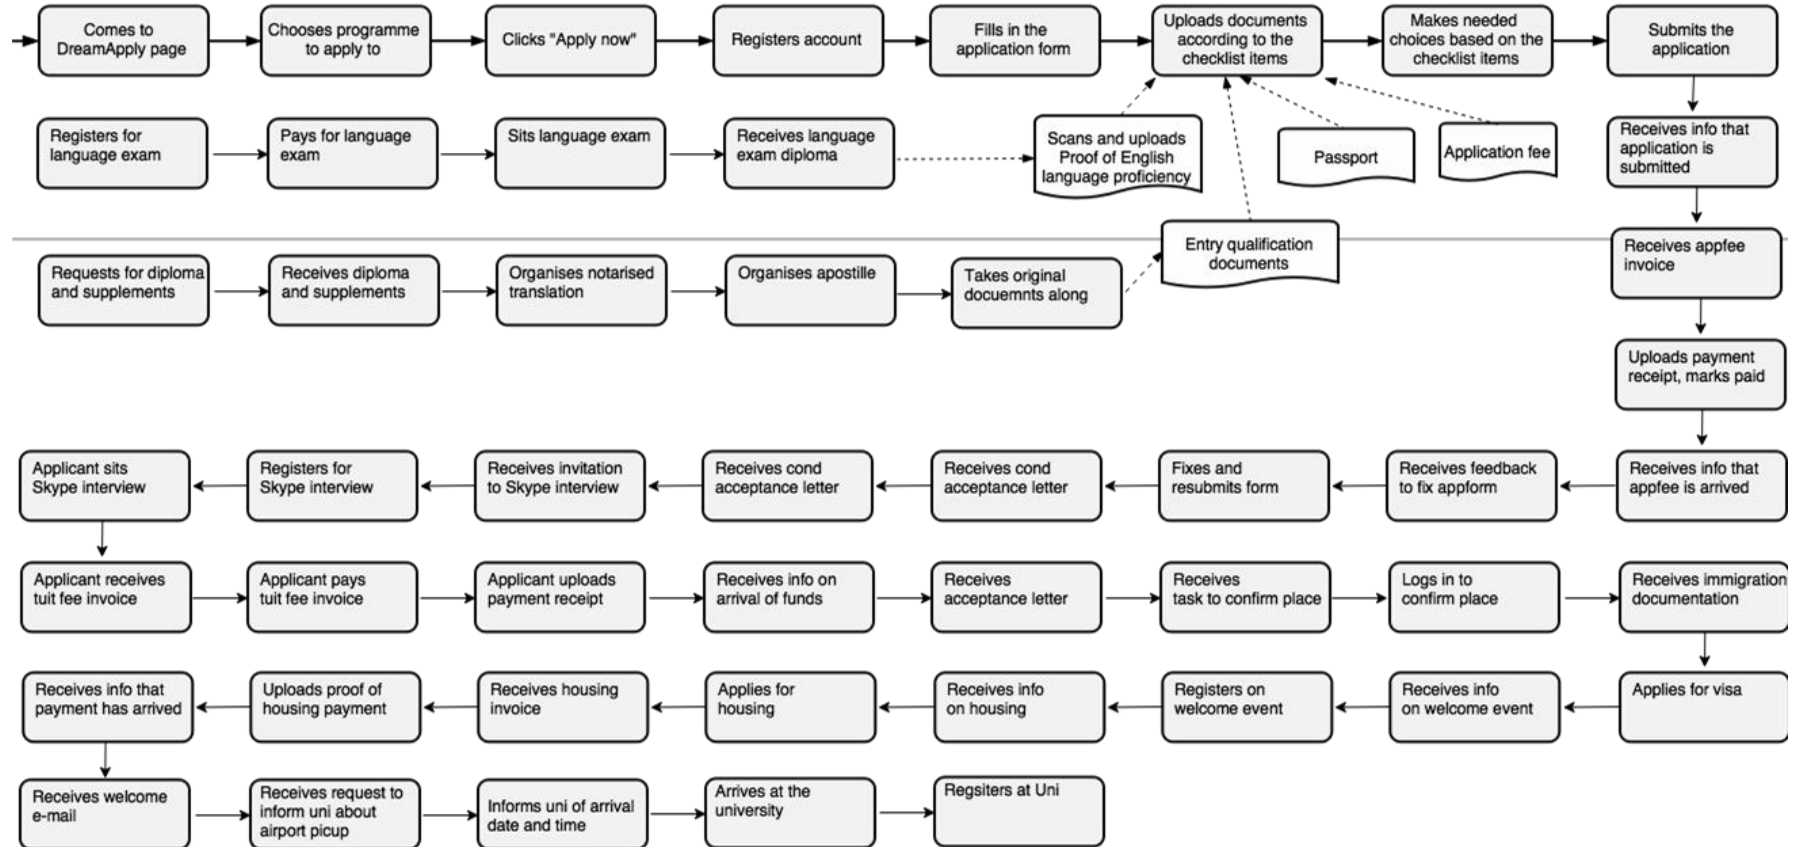 Comes to
DreamApply page
Chooses programme
to apply to
Clicks "Apply now"
Registers account
Fills in the
application form
Uploads documents
according to the
checklist items
Makes needed
choices based on the
checklist items
Submits the
application
Registers for
language exam
Pays for language
exam
Sits language exam
Receives language
exam diploma
Scans and uploads
Proof of English
language proficiency
Passport
Application fee
Receives info that
application is
submitted
Requests for diploma
and supplements
Receives diploma
and supplements
Organises notarised
translation
Organises apostille
Takes original
docuemnts along
Entry qualification
documents
Receives appfee
invoice
Uploads payment
receipt, marks paid
Applicant sits
Skype interview
Registers for
Skype interview
Receives invitation
to Skype interview
Receives cond
acceptance letter
Receives cond
acceptance letter
Fixes and
resubmits form
Receives feedback
to fix appform
Receives info that
appfee is arrived
Applicant receives
tuit fee invoice
Applicant pays
tuit fee invoice
Applicant uploads
payment receipt
Receives info on
arrival of funds
Receives
acceptance letter
Receives
task to confirm place
Logs in to
confirm place
Receives immigration
documentation
Receives info that
payment has arrived
Uploads proof of
housing payment
Receives housing
invoice
Applies for
housing
Receives info
on housing
Registers on
welcome event
Receives info
on welcome event
Applies for visa
Receives welcome
e-mail
Receives request to
inform uni about
airport picup
Informs uni of arrival
date and time
Arrives at the
university
Regsiters at Uni